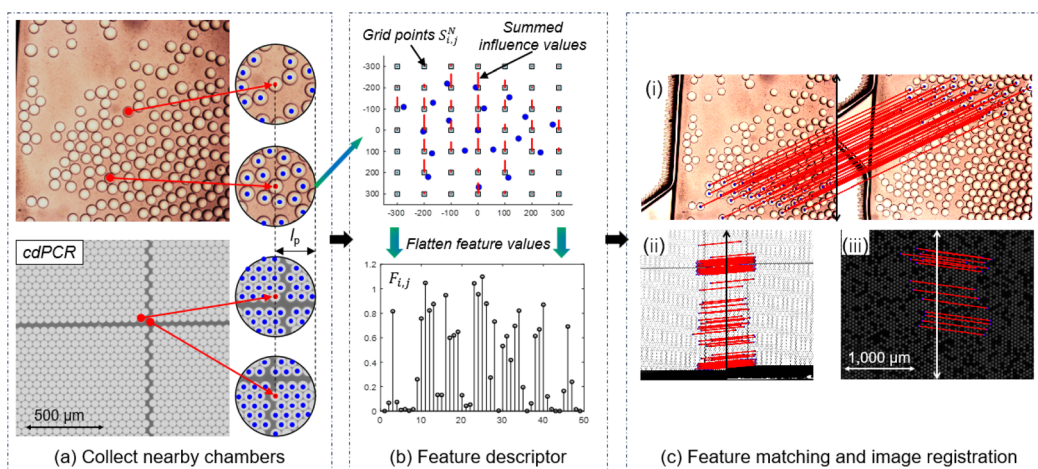 cdPCR
500 µm
lp
(a) Collect nearby chambers
Grid points S^N_i,j
Summed influence values
-300
-200
-100
0
100
200
300
-300 -200 -100 0 100 200 300
Flatten feature values
F_i,j
1.2
1
0.8
0.6
0.4
0.2
0
0 10 20 30 40 50
(b) Feature descriptor
(i)
(ii)
(iii)
1,000 µm
(c) Feature matching and image registration